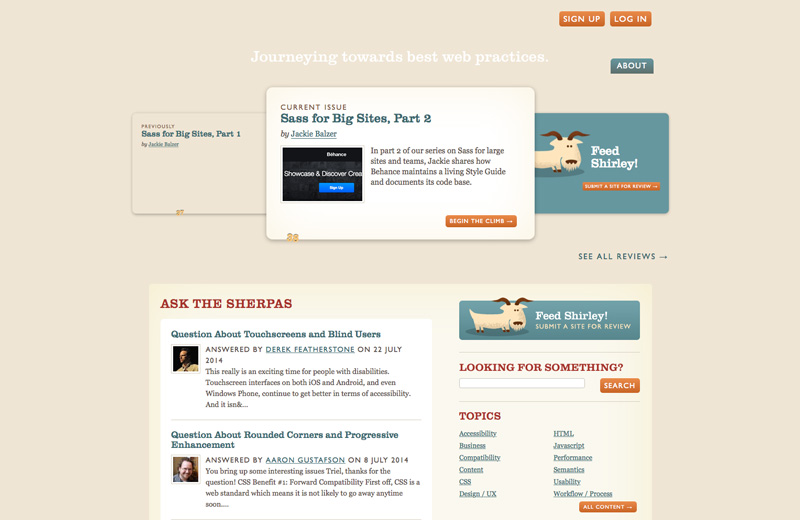 SIGN UP
LOG IN
Journeying towards best web practices.
ABOUT
PREVIOUSLY
Sass for Big Sites, Part 1
by Jackie Balzer
CURRENT ISSUE
Sass for Big Sites, Part 2
by Jackie Balzer
Bēhance
Showcase & Discover Crea
Sign Up
In part 2 of our series on Sass for large
sites and teams, Jackie shares how
Behance maintains a living Style Guide
and documents its code base.
BEGIN THE CLIMB →
Feed
Shirley!
SUBMIT A SITE FOR REVIEW →
SEE ALL REVIEWS →
ASK THE SHERPAS
Question About Touchscreens and Blind Users
ANSWERED BY DEREK FEATHERSTONE ON 22 JULY
2014
This really is an exciting time for people with disabilities.
Touchscreen interfaces on both iOS and Android, and even
Windows Phone, continue to get better in terms of accessibility.
And it isn&...
Question About Rounded Corners and Progressive
Enhancement
ANSWERED BY AARON GUSTAFSON ON 8 JULY 2014
You bring up some interesting issues Triel, thanks for the
question! CSS Benefit #1: Forward Compatibility First off, CSS is a
web standard which means it is not likely to go away anytime
soon....
Feed Shirley!
SUBMIT A SITE FOR REVIEW
LOOKING FOR SOMETHING?
SEARCH
TOPICS
Accessibility
Business
Compatibility
Content
CSS
Design / UX
HTML
Javascript
Performance
Semantics
Usability
Workflow / Process
ALL CONTENT →